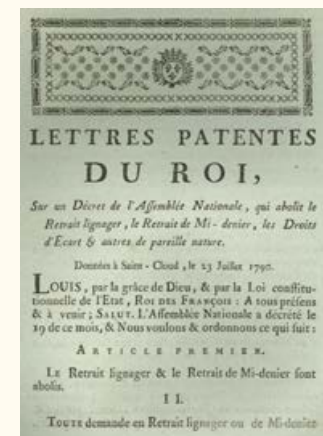 LETTRES PATENTES
DU ROI,
Sur un Décret de l'Assemblée Nationale, qui abolit le
Retrait lignager, le Retrait de Mi-denier, les Droits
d'Ecart & autres de pareille nature.
Données à Saint-Cloud, le 23 Juillet 1790.
LOUIS, par la grâce de Dieu, & par la Loi constitu-
tionnelle de l'Etat, ROI DES FRANÇOIS : A tous présens
& à venir ; SALUT. L'Assemblée Nationale a décrété le
19 de ce mois, & Nous voulons & ordonnons ce qui suit :
ARTICLE PREMIER.
LE Retrait lignager & le Retrait de Mi-denier sont
abolis.
II.
TOUTE demande en Retrait lignager ou de Mi-denier